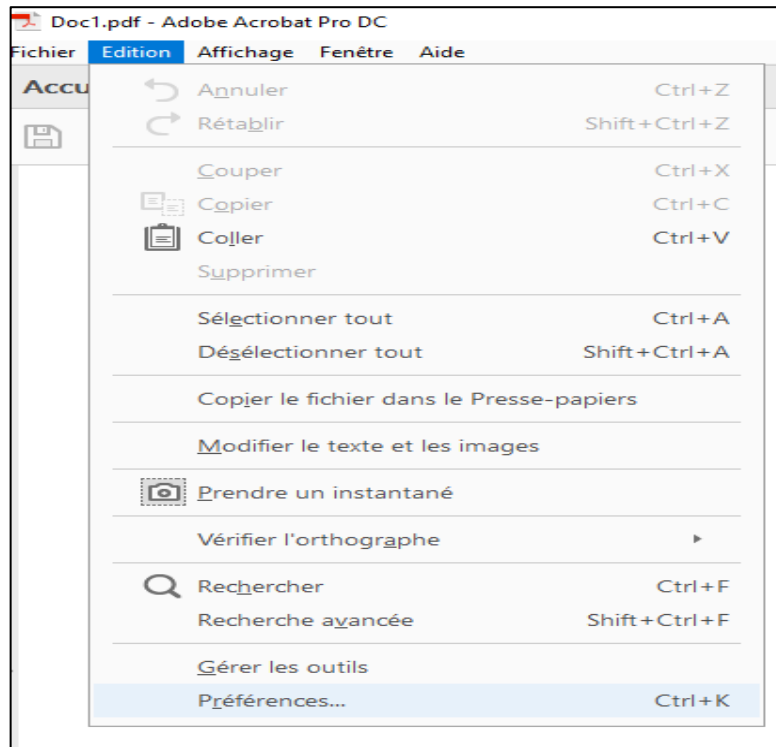 Doc1.pdf - Adobe Acrobat Pro DC
Fichier Edition Affichage Fenêtre Aide
Accu
Annuler Ctrl+Z
Rétablir Shift+Ctrl+Z
Couper Ctrl+X
Copier Ctrl+C
Coller Ctrl+V
Supprimer
Sélectionner tout Ctrl+A
Désélectionner tout Shift+Ctrl+A
Copier le fichier dans le Presse-papiers
Modifier le texte et les images
Prendre un instantané
Vérifier l'orthographe
Rechercher Ctrl+F
Recherche avancée Shift+Ctrl+F
Gérer les outils
Préférences... Ctrl+K